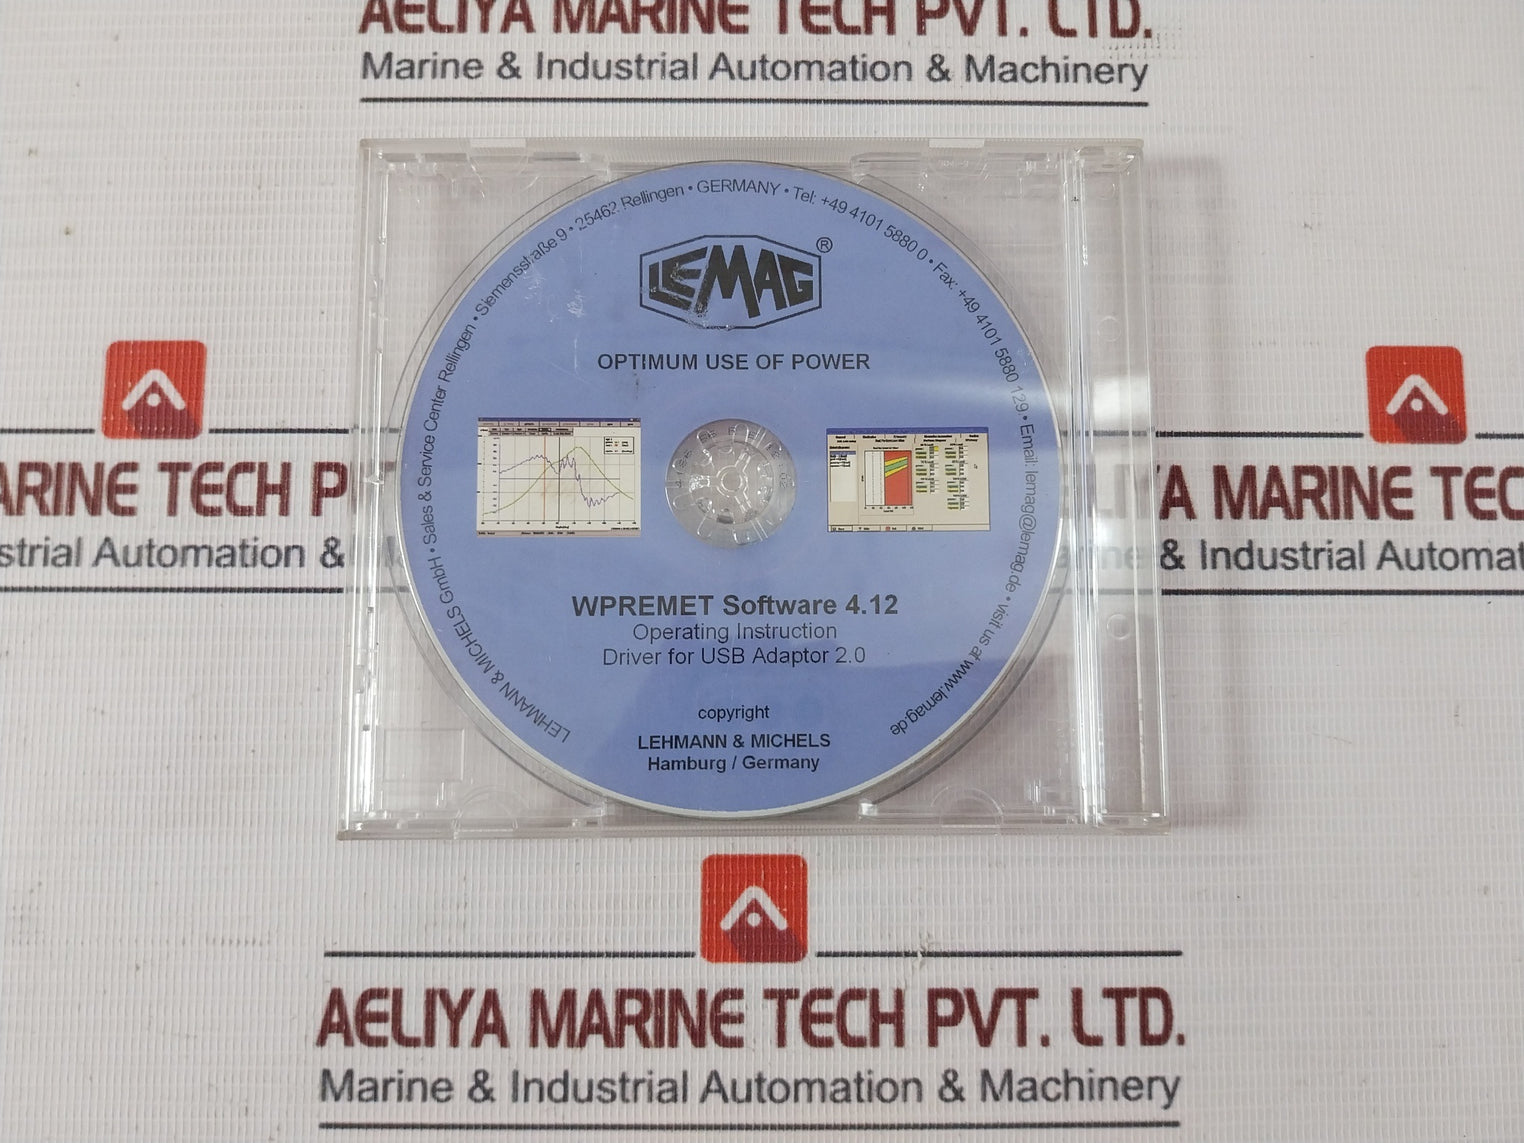 AELIYA MARINE TECH PVT. LTD.
Marine & Industrial Automation & Machinery
LEHMANN & MICHELS GmbH • Sales & Service Center Rellingen • Siemensstraße 9 • 25462 Rellingen • GERMANY • Tel: +49 4101 5880 0 • Fax: +49 4101 5880 129 • Email: lemag@lemag.de • visit us at www.lemag.de
LEMAG ®
OPTIMUM USE OF POWER
WPREMET Software 4.12
Operating Instruction
Driver for USB Adaptor 2.0
copyright
LEHMANN & MICHELS
Hamburg / Germany
ARINE TECH P
strial Automation &
YA MARINE TEC
& Industrial Automat
AELIYA MARINE TECH PVT. LTD.
Marine & Industrial Automation & Machinery